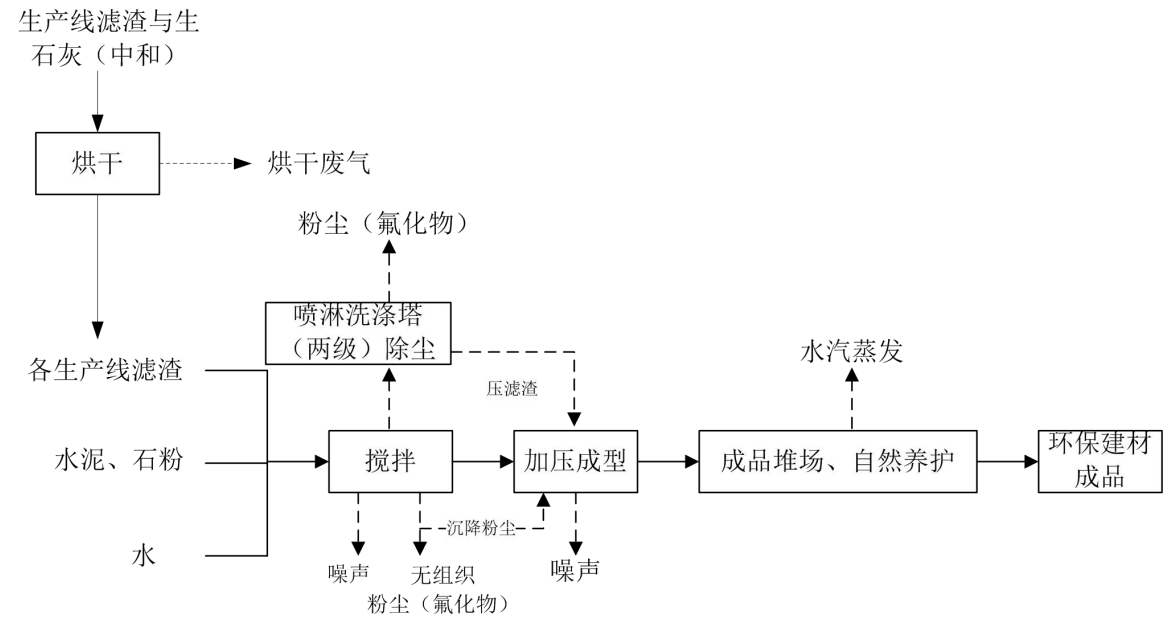 生产线滤渣与生
石灰（中和）
烘干
烘干废气
粉尘（氟化物）
喷淋洗涤塔
（两级）除尘
水汽蒸发
各生产线滤渣
压滤渣
水泥、石粉
搅拌
加压成型
成品堆场、自然养护
环保建材
成品
沉降粉尘
水
噪声
无组织
粉尘（氟化物）
噪声